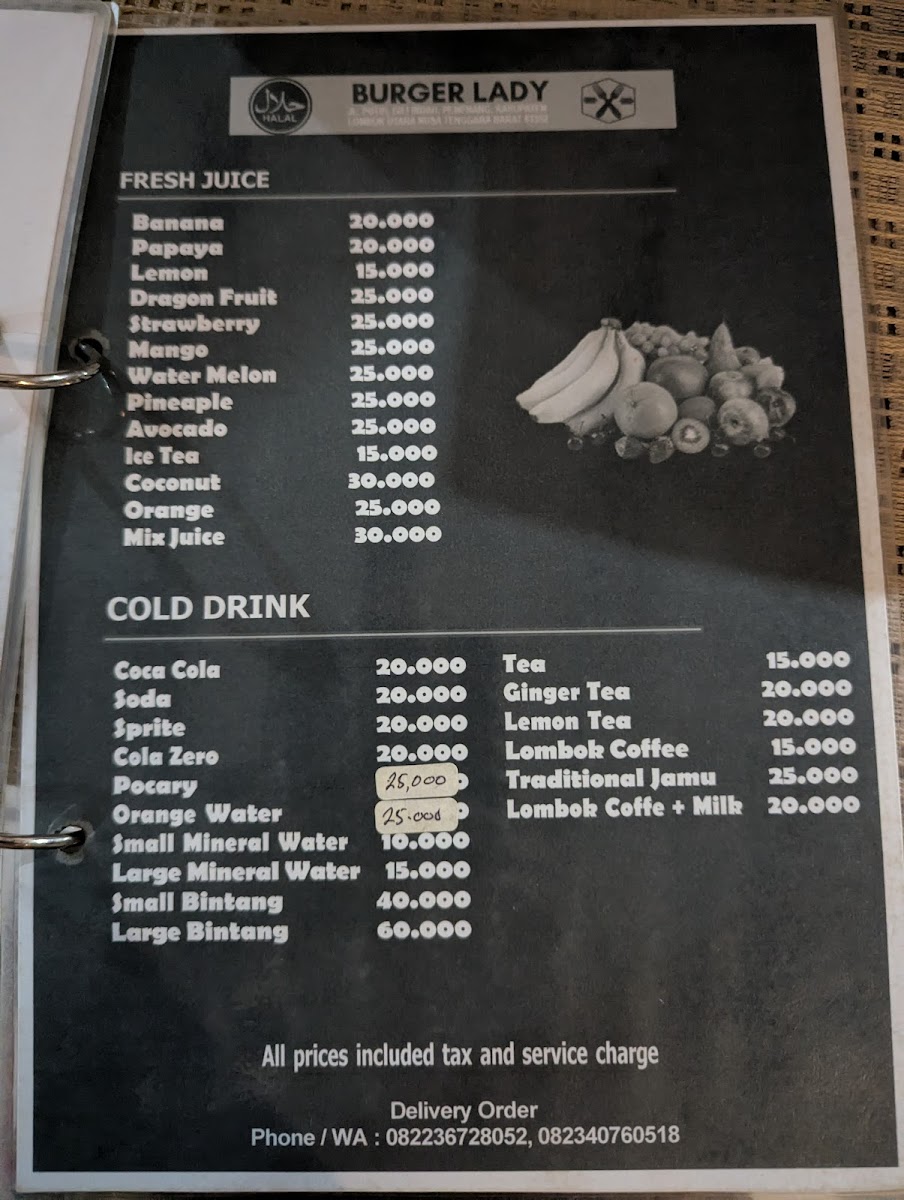 حلال
HALAL
BURGER LADY
LOMBOK UTARA NUSA TENGGARA BARAT
FRESH JUICE
Banana 20.000
Papaya 20.000
Lemon 15.000
Dragon Fruit 25.000
Strawberry 25.000
Mango 25.000
Water Melon 25.000
Pineaple 25.000
Avocado 25.000
Ice Tea 15.000
Coconut 30.000
Orange 25.000
Mix Juice 30.000
COLD DRINK
Coca Cola 20.000
Soda 20.000
Sprite 20.000
Cola Zero 20.000
Pocary 25,000
Orange Water 25.000
Small Mineral Water 10.000
Large Mineral Water 15.000
Small Bintang 40.000
Large Bintang 60.000
Tea 15.000
Ginger Tea 20.000
Lemon Tea 20.000
Lombok Coffee 15.000
Traditional Jamu 25.000
Lombok Coffe + Milk 20.000
All prices included tax and service charge
Delivery Order
Phone / WA : 082236728052, 082340760518